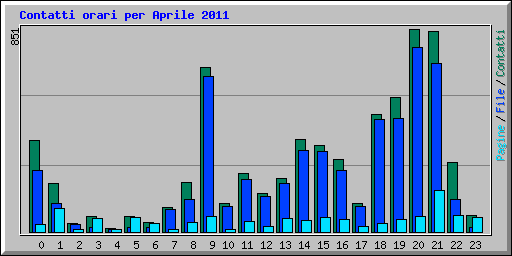 Contatti orari per Aprile 2011
851
Pagine / File / Contatti
0 1 2 3 4 5 6 7 8 9 10 11 12 13 14 15 16 17 18 19 20 21 22 23